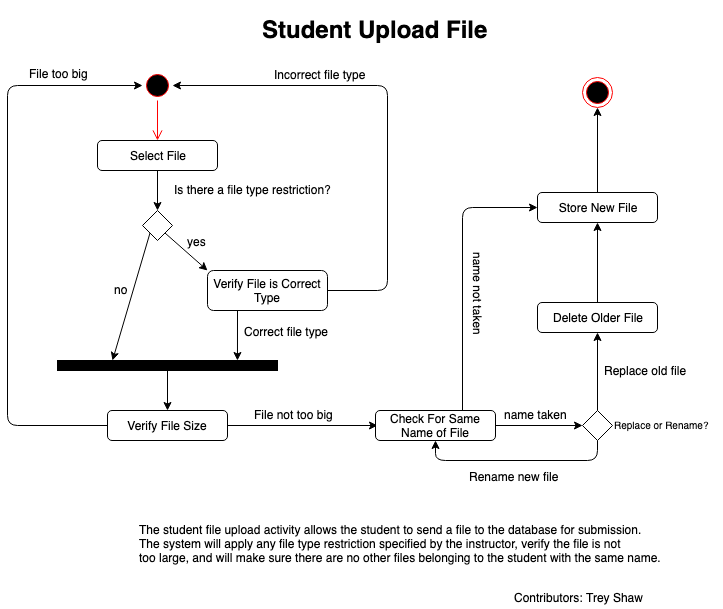 Student Upload File
File too big
Incorrect file type
Select File
Is there a file type restriction?
yes
no
Verify File is Correct
Type
Correct file type
Verify File Size
File not too big
Check For Same
Name of File
name not taken
name taken
Replace or Rename?
Rename new file
Replace old file
Delete Older File
Store New File
The student file upload activity allows the student to send a file to the database for submission.
The system will apply any file type restriction specified by the instructor, verify the file is not
too large, and will make sure there are no other files belonging to the student with the same name.
Contributors: Trey Shaw